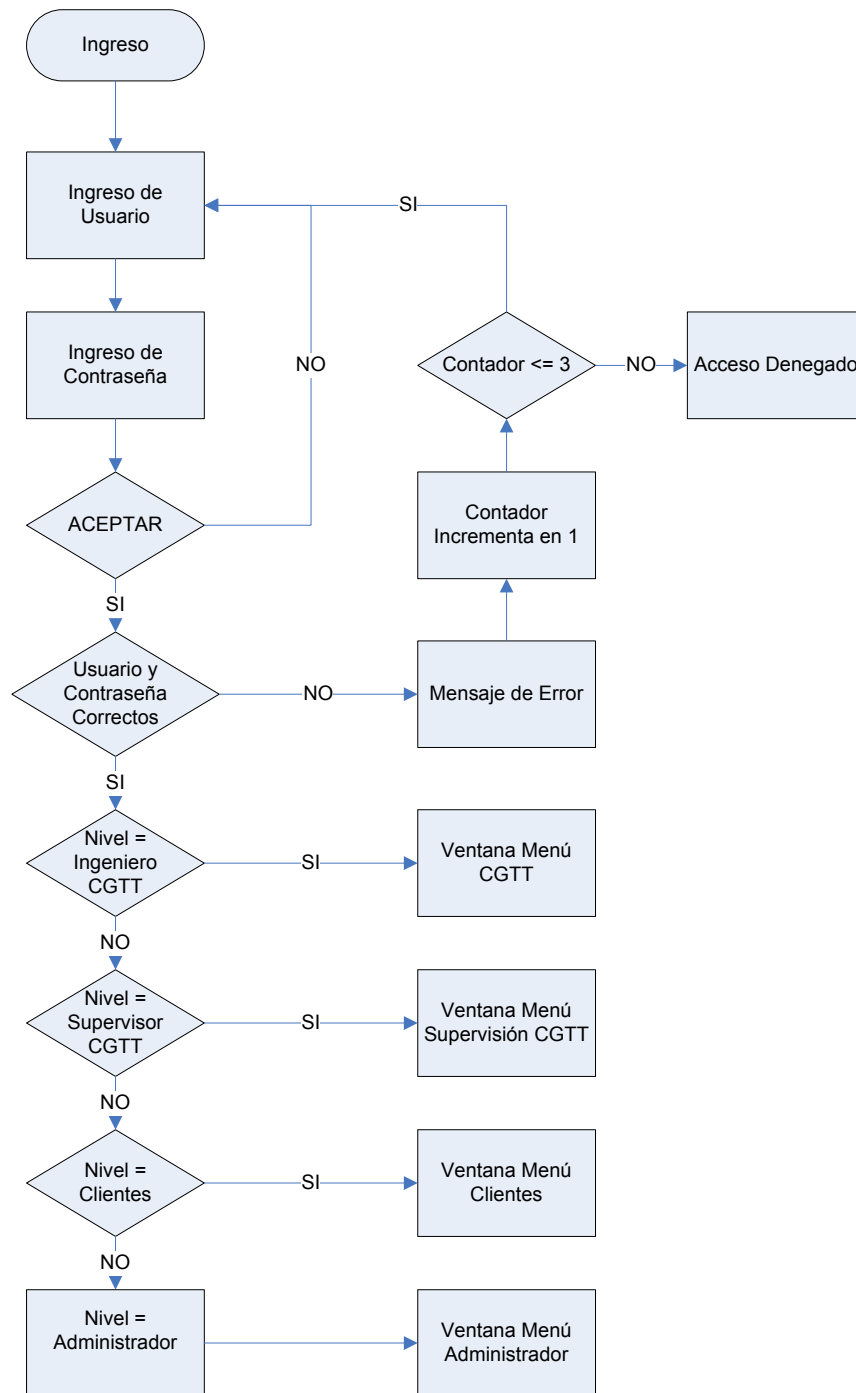 Ingreso
Ingreso de
Usuario
SI
Ingreso de
Contraseña
NO
Contador <= 3
NO
Acceso Denegado
ACEPTAR
Contador
Incrementa en 1
SI
Usuario y
Contraseña
Correctos
NO
Mensaje de Error
SI
Nivel =
Ingeniero
CGTT
SI
Ventana Menú
CGTT
NO
Nivel =
Supervisor
CGTT
SI
Ventana Menú
Supervisión CGTT
NO
Nivel =
Clientes
SI
Ventana Menú
Clientes
NO
Nivel =
Administrador
Ventana Menú
Administrador